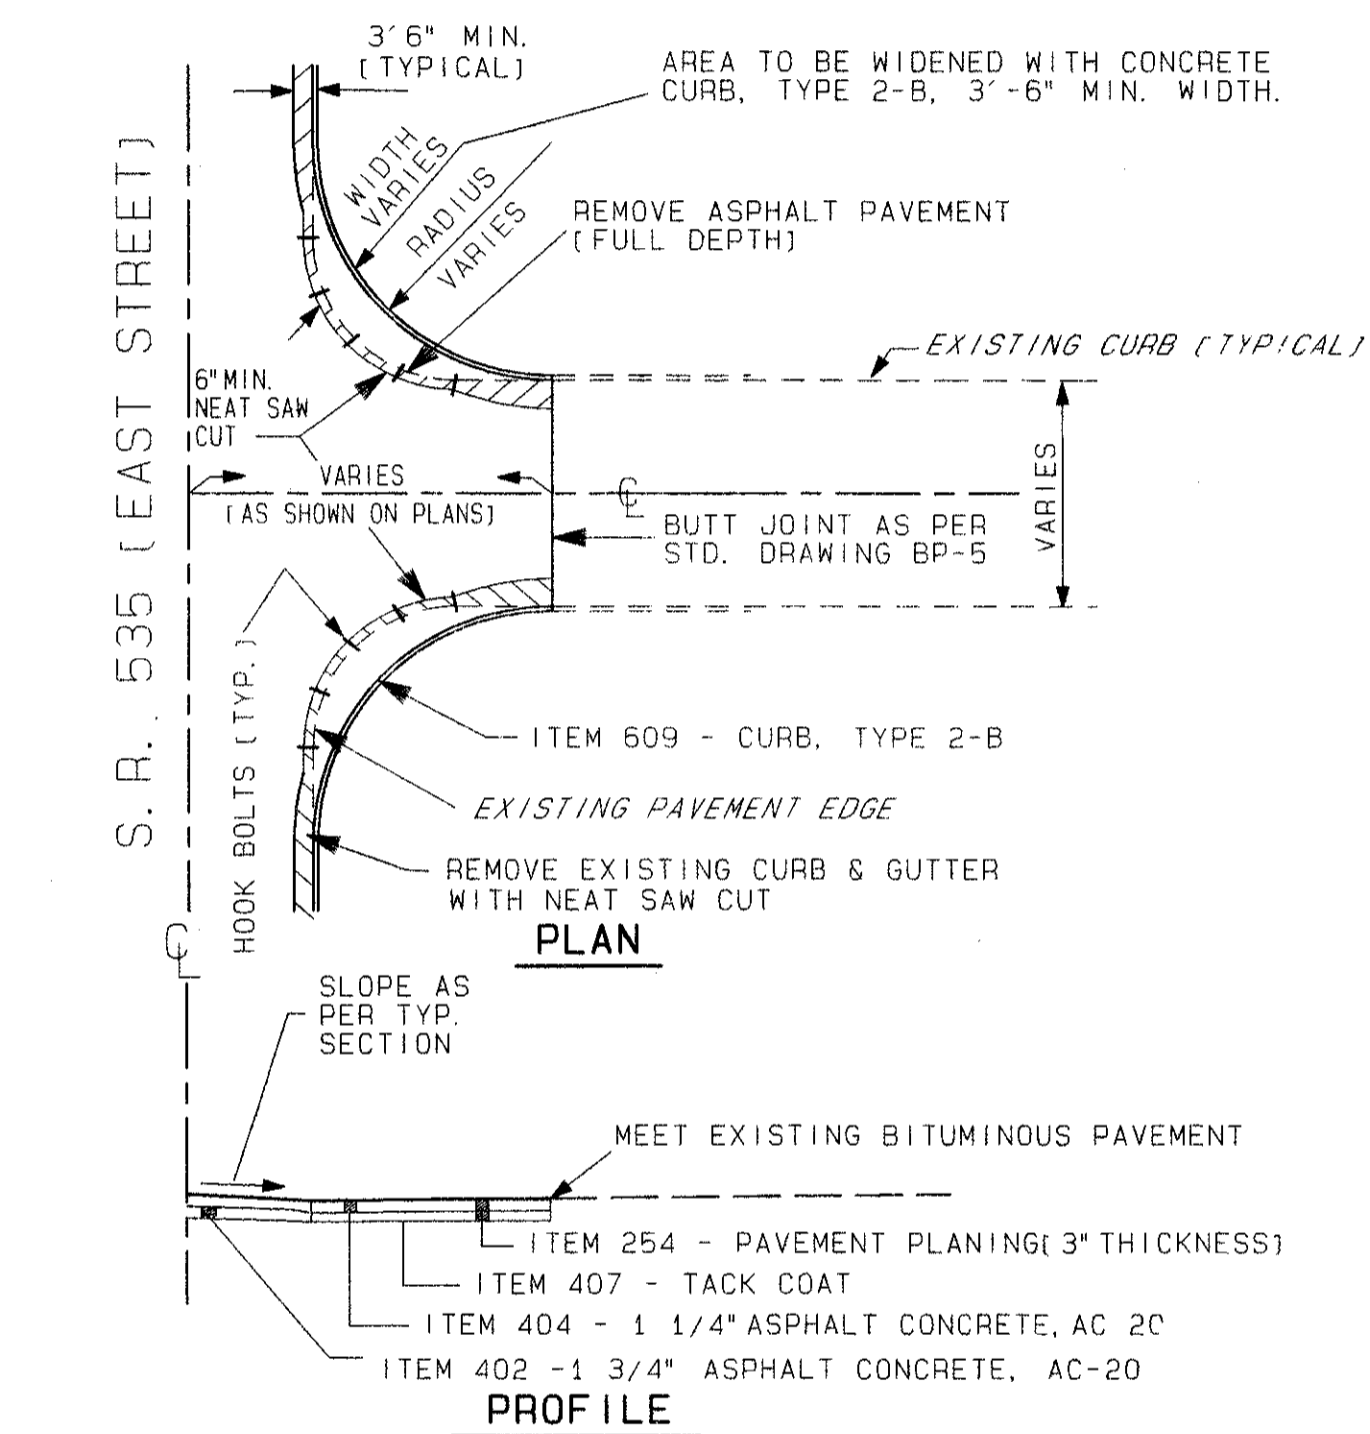 3'6" MIN.
[TYPICAL]
AREA TO BE WIDENED WITH CONCRETE
CURB, TYPE 2-B, 3'-6" MIN. WIDTH.
WIDTH
VARIES
RADIUS
VARIES
REMOVE ASPHALT PAVEMENT
[FULL DEPTH]
EXISTING CURB [TYPICAL]
6" MIN.
NEAT SAW
CUT
VARIES
[AS SHOWN ON PLANS]
VARIES
BUTT JOINT AS PER
STD. DRAWING BP-5
S.R. 535 [EAST STREET]
HOOK BOLTS [TYP.]
ITEM 609 - CURB, TYPE 2-B
EXISTING PAVEMENT EDGE
REMOVE EXISTING CURB & GUTTER
WITH NEAT SAW CUT
PLAN
SLOPE AS
PER TYP.
SECTION
MEET EXISTING BITUMINOUS PAVEMENT
ITEM 254 - PAVEMENT PLANING[3" THICKNESS]
ITEM 407 - TACK COAT
ITEM 404 - 1 1/4" ASPHALT CONCRETE, AC 20
ITEM 402 -1 3/4" ASPHALT CONCRETE, AC-20
PROFILE